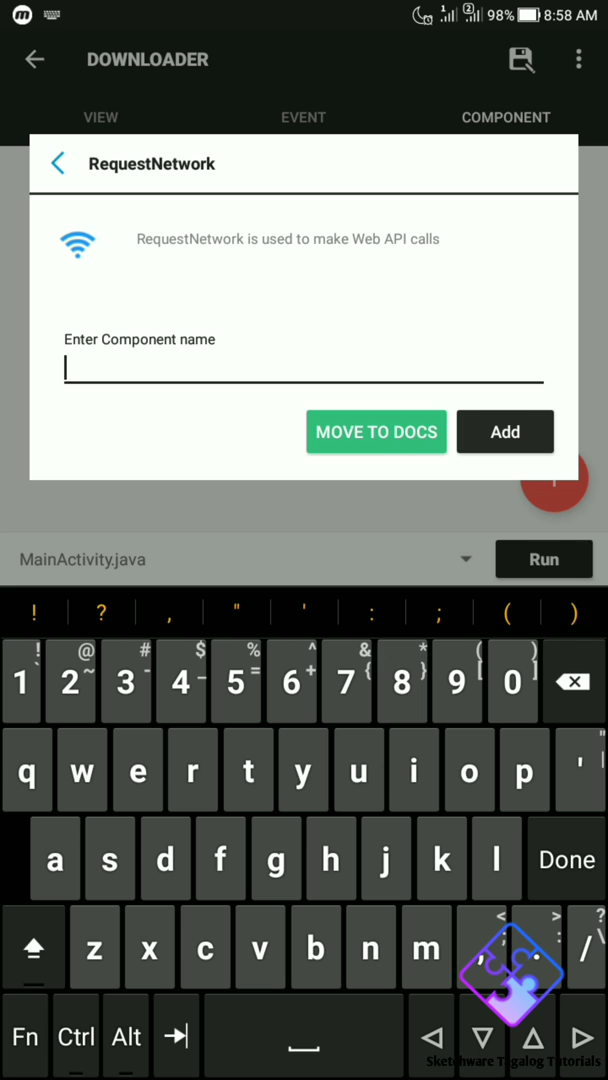 1 2 98% 8:58 AM
DOWNLOADER
VIEW EVENT COMPONENT
RequestNetwork
RequestNetwork is used to make Web API calls
Enter Component name
MOVE TO DOCS Add
MainActivity.java Run
! ? , " ' : ; ( )
! @ # $ % ^ & * ( )
1 2 3 4 5 6 7 8 9 0
` ~ - _ = + { } [ ]
q w e r t y u i o p ' " |
a s d f g h j k l Done
z x c v b n m , < ; . > : / ? \
Fn Ctrl Alt
Sketchware Tagalog Tutorials